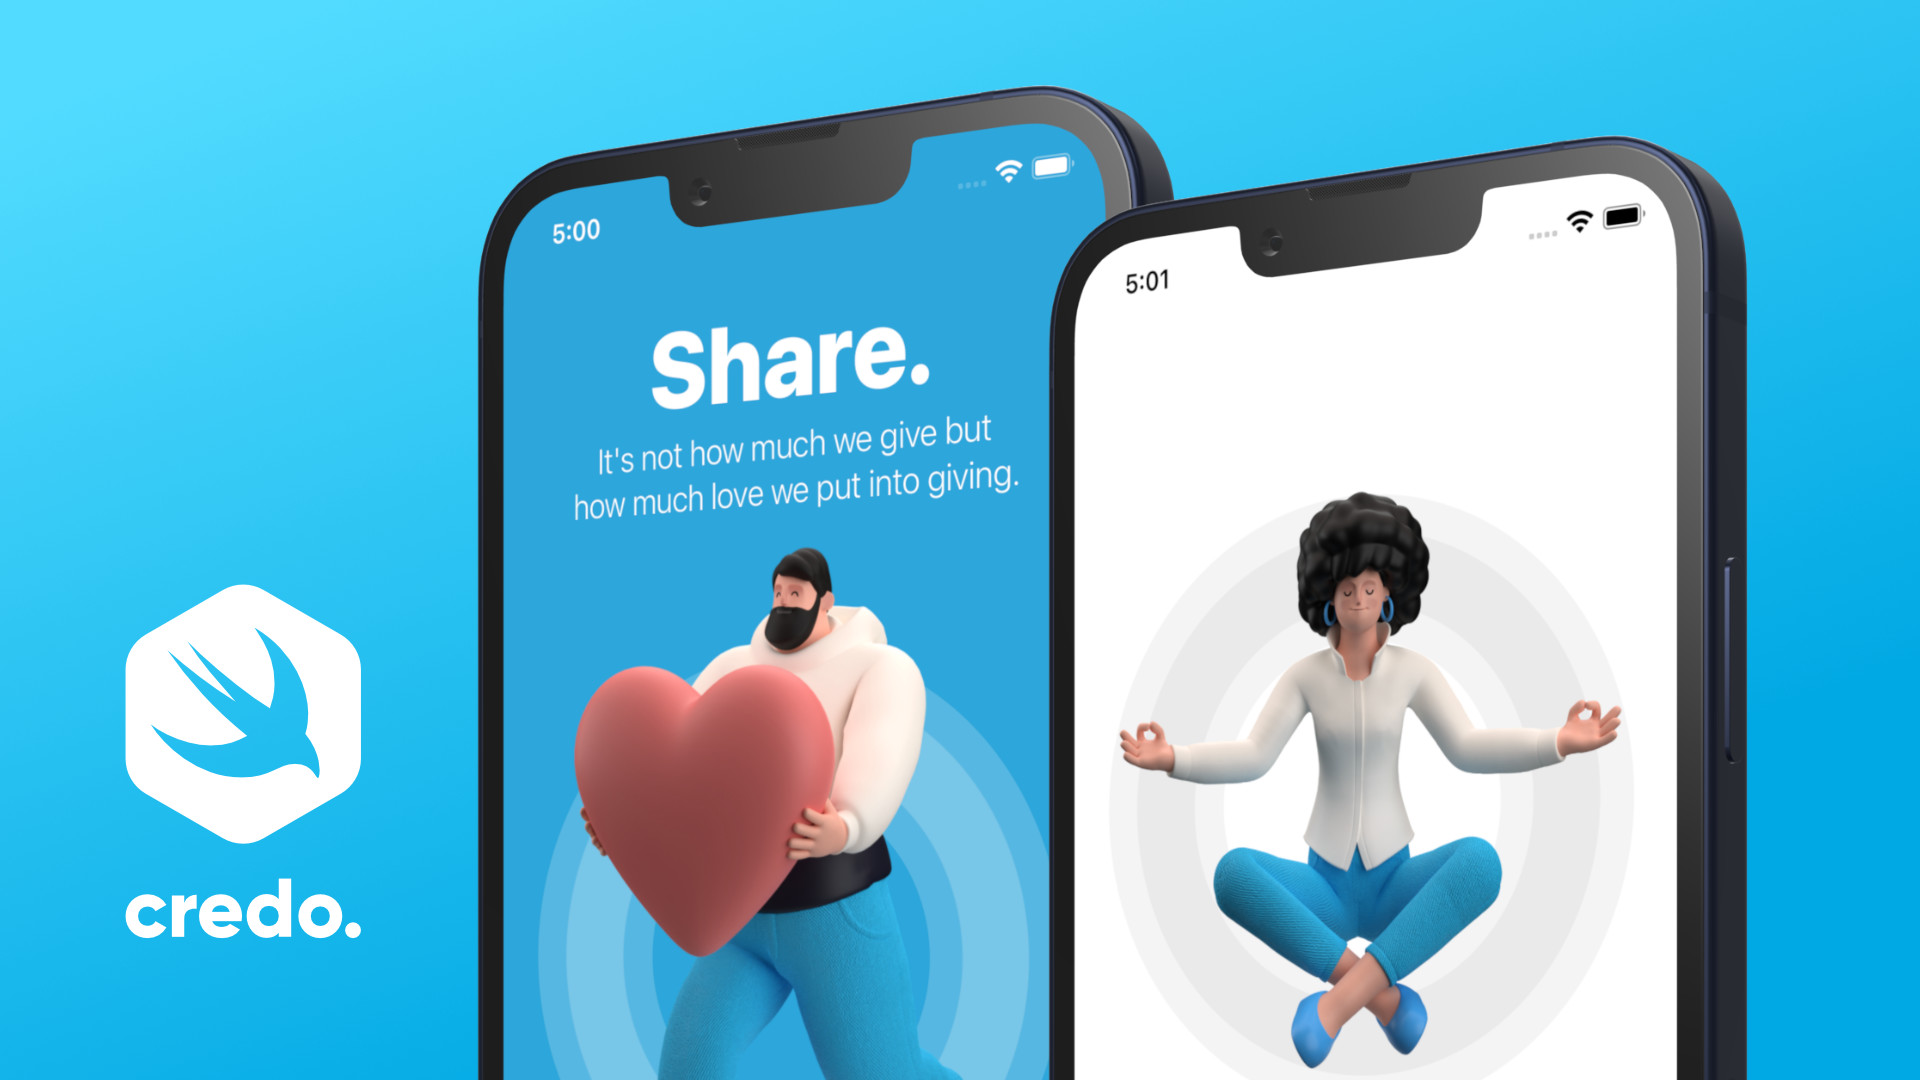 5:00
Share.
It's not how much we give but
how much love we put into giving.
5:01
credo.